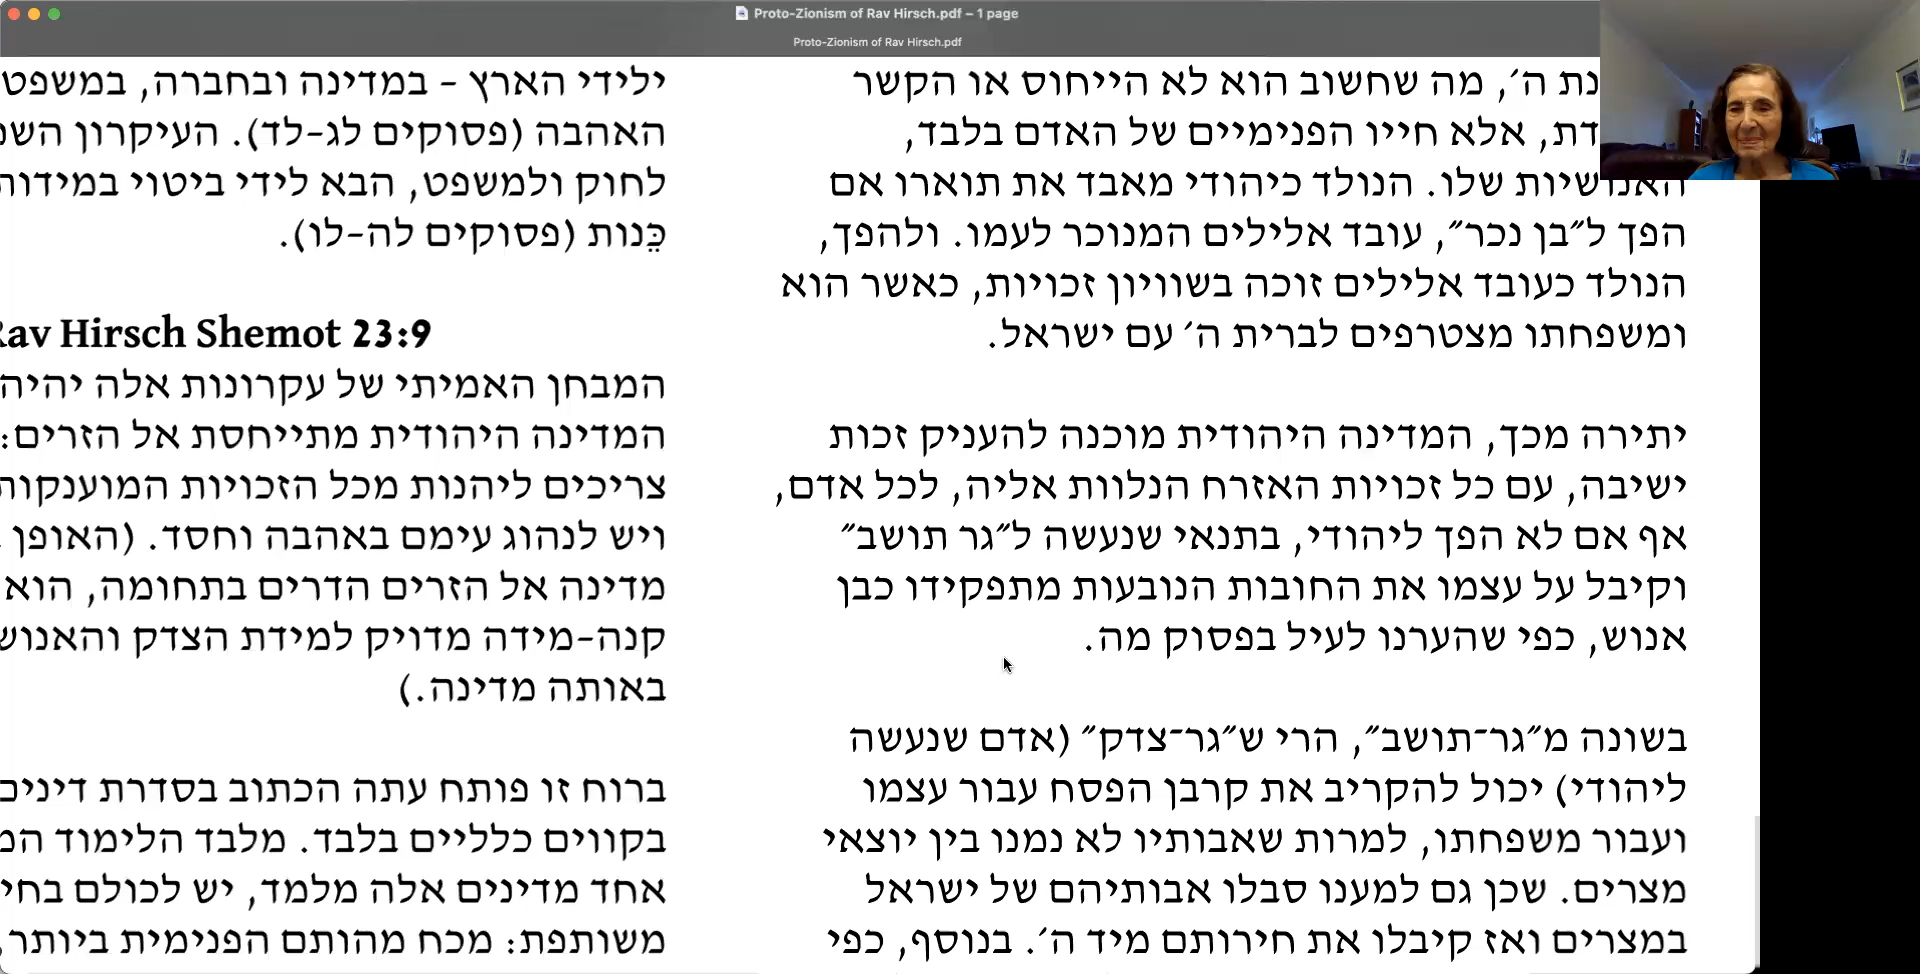 Proto-Zionism of Rav Hirsch.pdf – 1 page
Proto-Zionism of Rav Hirsch.pdf
ה׳, מה שחשוב הוא לא הייחוס או הקשר
אלא חייו הפנימיים של האדם בלבד,
האנושיות שלו. הנולד כיהודי מאבד את תוארו אם
הפך ל״בן נכר״, עובד אלילים המנוכר לעמו. ולהפך,
הנולד כעובד אלילים זוכה בשוויון זכויות, כאשר הוא
ומשפחתו מצטרפים לברית ה׳ עם ישראל.
יתירה מכך, המדינה היהודית מוכנה להעניק זכות
ישיבה, עם כל זכויות האזרח הנלוות אליה, לכל אדם,
אף אם לא הפך ליהודי, בתנאי שנעשה ל״גר תושב״
וקיבל על עצמו את החובות הנובעות מתפקידו כבן
אנוש, כפי שהערנו לעיל בפסוק מה.
בשונה מ״גר־תושב״, הרי ש״גר־צדק״ (אדם שנעשה
ליהודי) יכול להקריב את קרבן הפסח עבור עצמו
ועבור משפחתו, למרות שאבותיו לא נמנו בין יוצאי
מצרים. שכן גם למענו סבלו אבותיהם של ישראל
במצרים ואז קיבלו את חירותם מיד ה׳. בנוסף, כפי
ילידי הארץ - במדינה ובחברה, במשפט
האהבה (פסוקים לג-לד). העיקרון
לחוק ולמשפט, הבא לידי ביטוי
כֵּנות (פסוקים לה-לו).
Rav Hirsch Shemot 23:9
המבחן האמיתי של עקרונות אלה יהיה
המדינה היהודית מתייחסת אל הזרים:
צריכים ליהנות מכל הזכויות המוענקות
ויש לנהוג עימם באהבה וחסד. (האופן
מדינה אל הזרים הדרים בתחומה, הוא
קנה-מידה מדויק למידת הצדק
באותה מדינה.)
ברוח זו פותח עתה הכתוב בסדרת
בקווים כלליים בלבד. מלבד הלימוד
אחד מדינים אלה מלמד, יש לכולם
משותפת: מכח מהותם הפנימית ביותר,